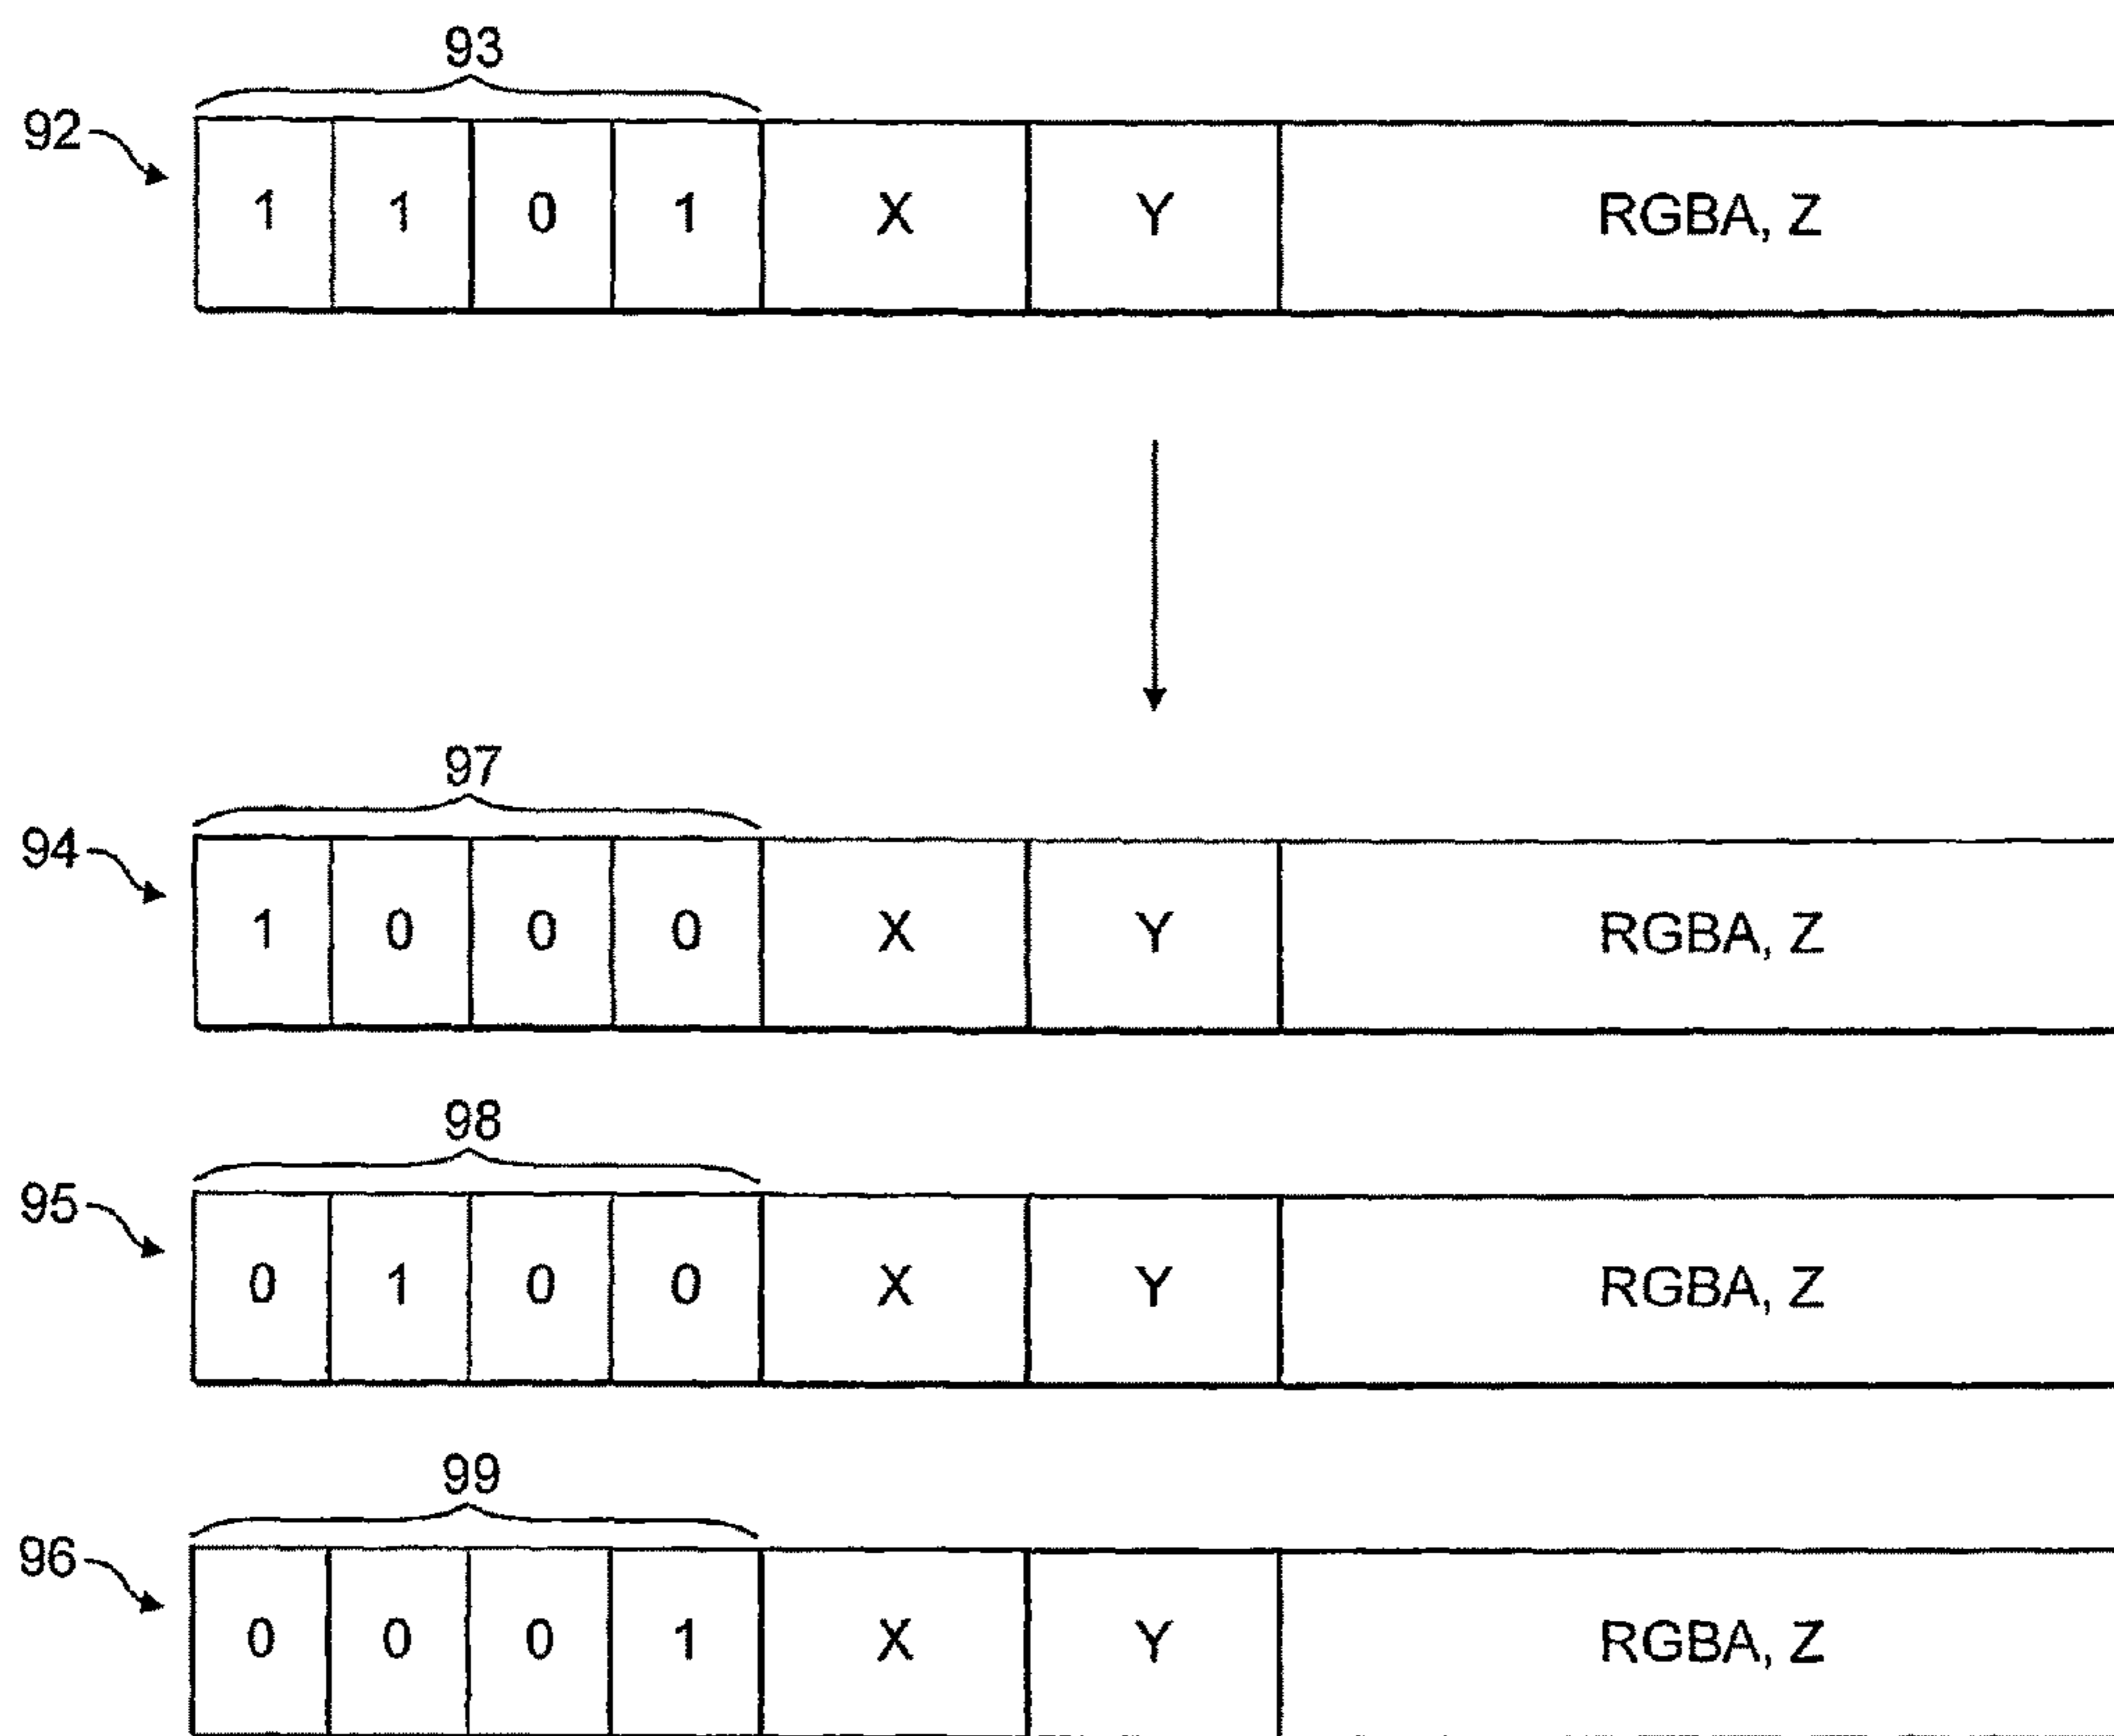 93
92
1 1 0 1 X Y RGBA, Z
97
94
1 0 0 0 X Y RGBA, Z
98
95
0 1 0 0 X Y RGBA, Z
99
96
0 0 0 1 X Y RGBA, Z